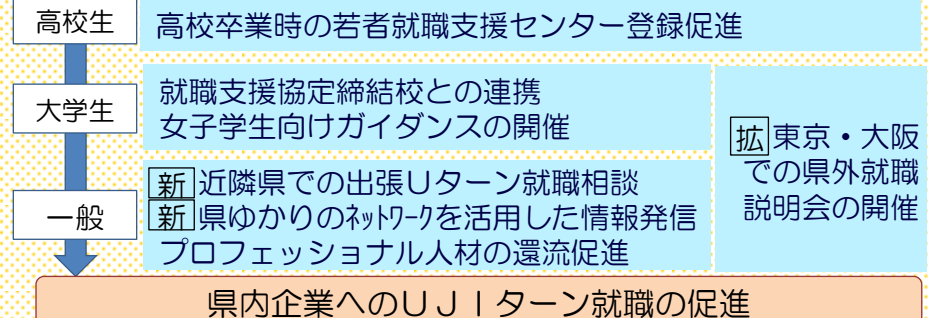 高校生
高校卒業時の若者就職支援センター登録促進
大学生
就職支援協定締結校との連携
女子学生向けガイダンスの開催
拡東京・大阪
での県外就職
説明会の開催
一般
新近隣県での出張Uターン就職相談
新県ゆかりのﾈｯﾄﾜｰｸを活用した情報発信
プロフェッショナル人材の還流促進
県内企業へのUJIターン就職の促進